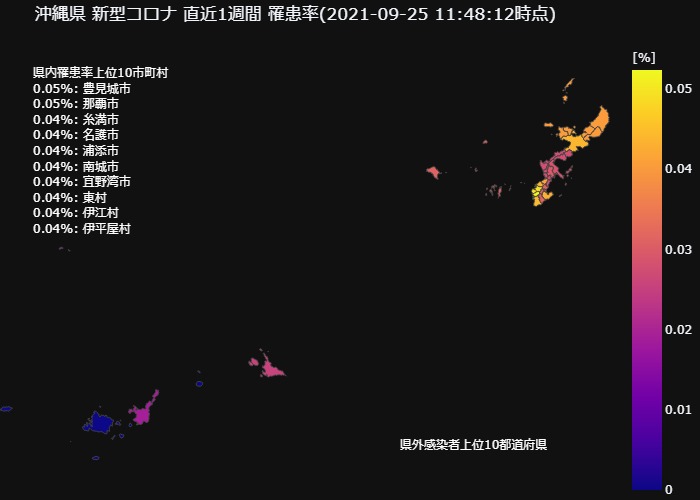 沖縄県 新型コロナ 直近1週間 罹患率(2021-09-25 11:48:12時点)
[%]
県内罹患率上位10市町村
0.05%: 豊見城市
0.05%: 那覇市
0.04%: 糸満市
0.04%: 名護市
0.04%: 浦添市
0.04%: 南城市
0.04%: 宜野湾市
0.04%: 東村
0.04%: 伊江村
0.04%: 伊平屋村
0.05
0.04
0.03
0.02
0.01
0
県外感染者上位10都道府県